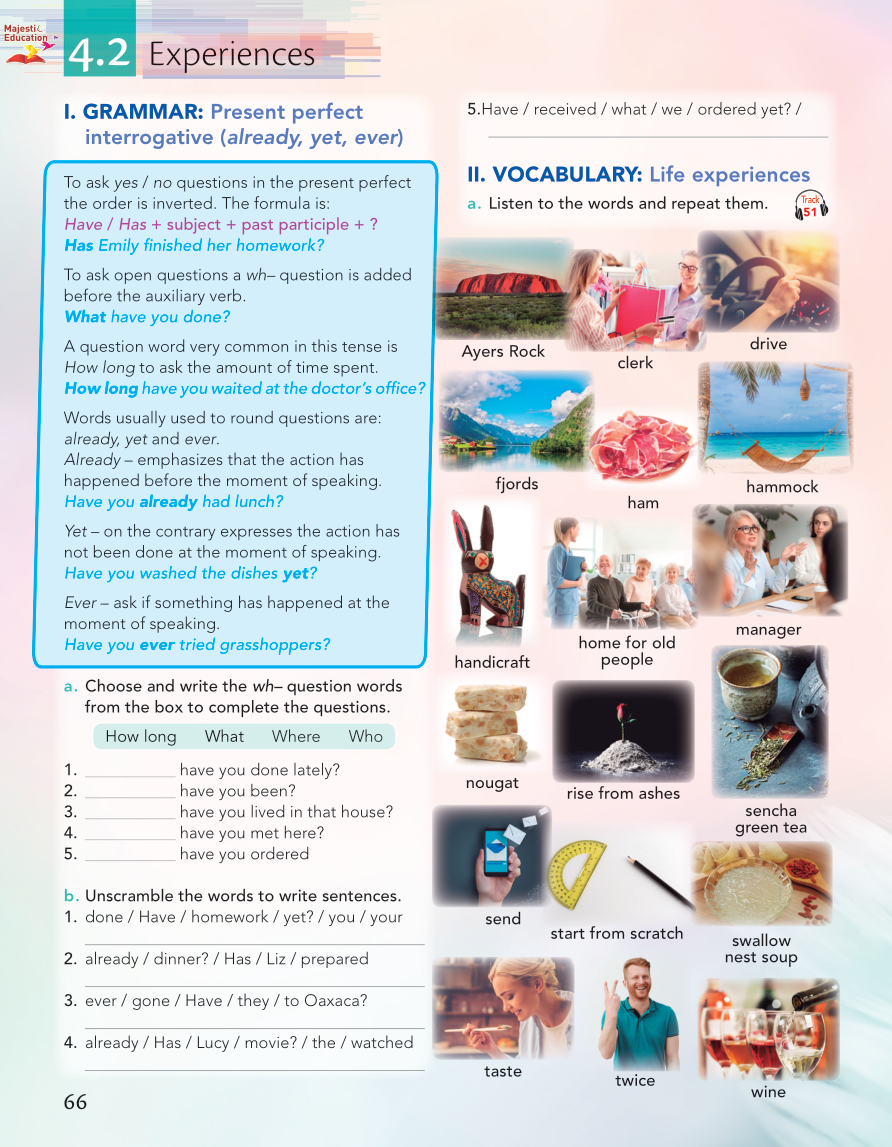 Majestic
Education
4.2 Experiences
I. GRAMMAR: Present perfect
interrogative (already, yet, ever)
To ask yes / no questions in the present perfect
the order is inverted. The formula is:
Have / Has + subject + past participle + ?
Has Emily finished her homework?
To ask open questions a wh– question is added
before the auxiliary verb.
What have you done?
A question word very common in this tense is
How long to ask the amount of time spent.
How long have you waited at the doctor's office?
Words usually used to round questions are:
already, yet and ever.
Already – emphasizes that the action has
happened before the moment of speaking.
Have you already had lunch?
Yet – on the contrary expresses the action has
not been done at the moment of speaking.
Have you washed the dishes yet?
Ever – ask if something has happened at the
moment of speaking.
Have you ever tried grasshoppers?
a. Choose and write the wh– question words
from the box to complete the questions.
How long What Where Who
1. __________ have you done lately?
2. __________ have you been?
3. __________ have you lived in that house?
4. __________ have you met here?
5. __________ have you ordered
b. Unscramble the words to write sentences.
1. done / Have / homework / yet? / you / your
2. already / dinner? / Has / Liz / prepared
3. ever / gone / Have / they / to Oaxaca?
4. already / Has / Lucy / movie? / the / watched
66
5.Have / received / what / we / ordered yet? /
II. VOCABULARY: Life experiences
a. Listen to the words and repeat them.
Track
51
Ayers Rock
clerk
drive
fjords
ham
hammock
handicraft
home for old
people
manager
nougat
rise from ashes
sencha
green tea
send
start from scratch
swallow
nest soup
taste
twice
wine